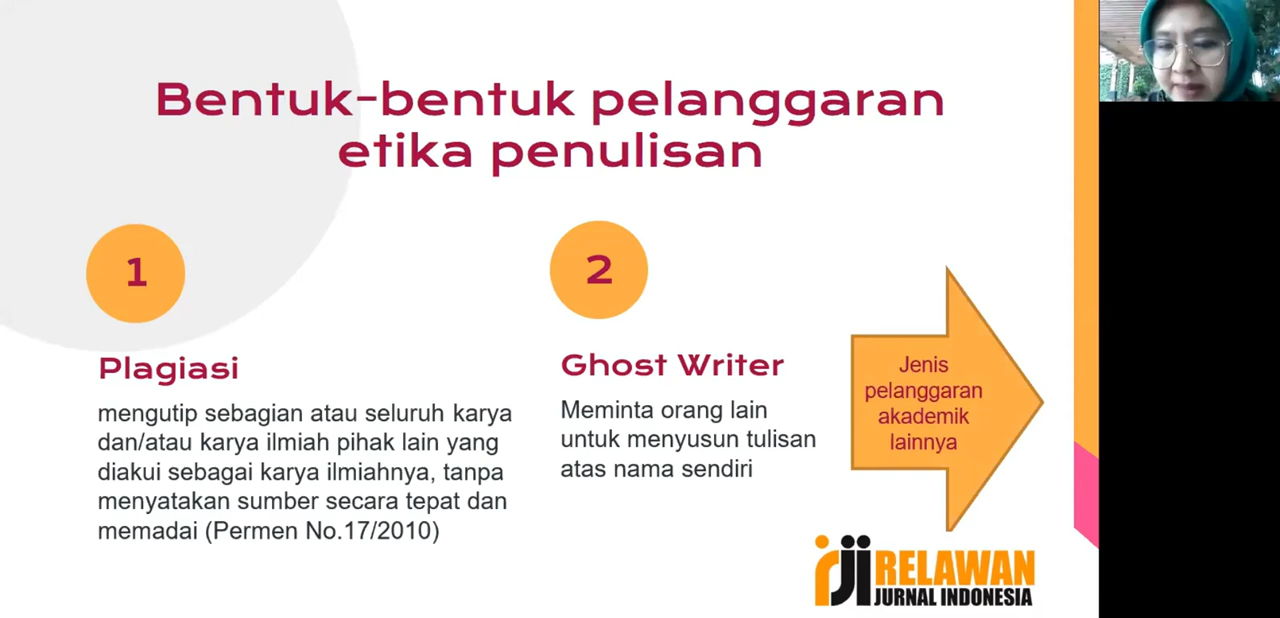 Bentuk-bentuk pelanggaran
etika penulisan
1
Plagiasi
mengutip sebagian atau seluruh karya
dan/atau karya ilmiah pihak lain yang
diakui sebagai karya ilmiahnya, tanpa
menyatakan sumber secara tepat dan
memadai (Permen No.17/2010)
2
Ghost Writer
Meminta orang lain
untuk menyusun tulisan
atas nama sendiri
Jenis
pelanggaran
akademik
lainnya
rji RELAWAN
JURNAL INDONESIA